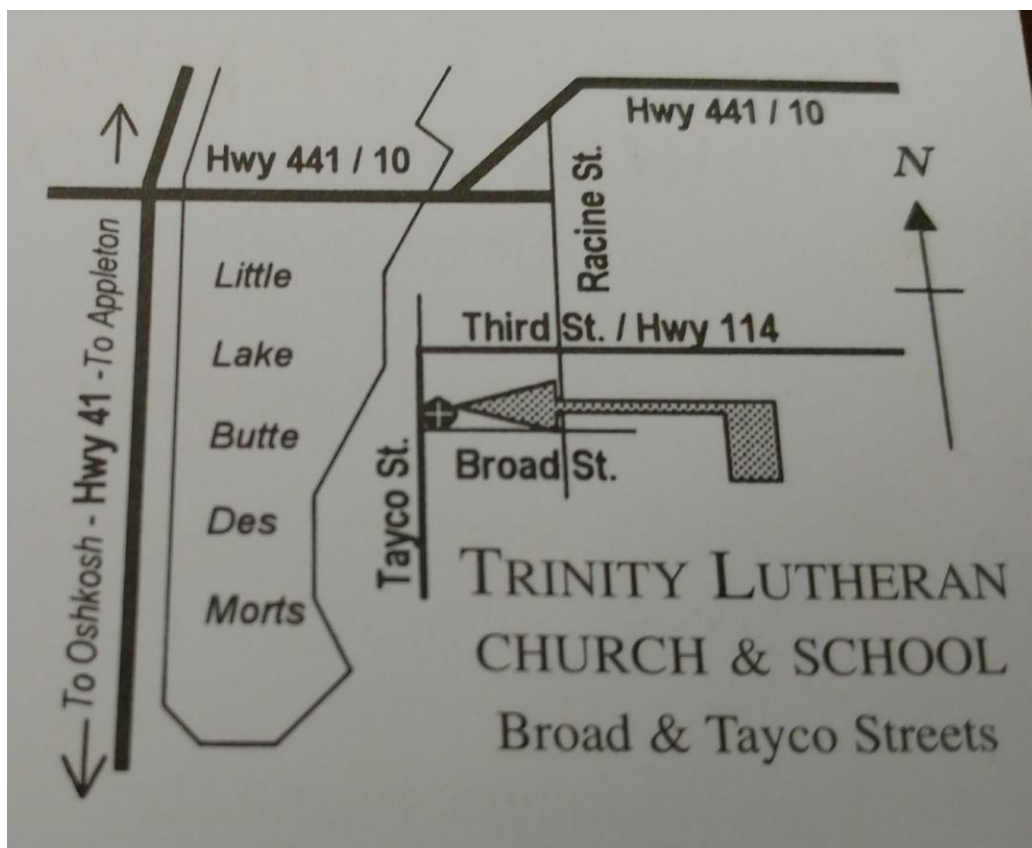 Hwy 441 / 10
Hwy 441 / 10
N
Racine St.
To Oshkosh - Hwy 41 -To Appleton
Little
Lake
Butte
Des
Morts
Third St. / Hwy 114
Tayco St.
Broad St.
TRINITY LUTHERAN
CHURCH & SCHOOL
Broad & Tayco Streets